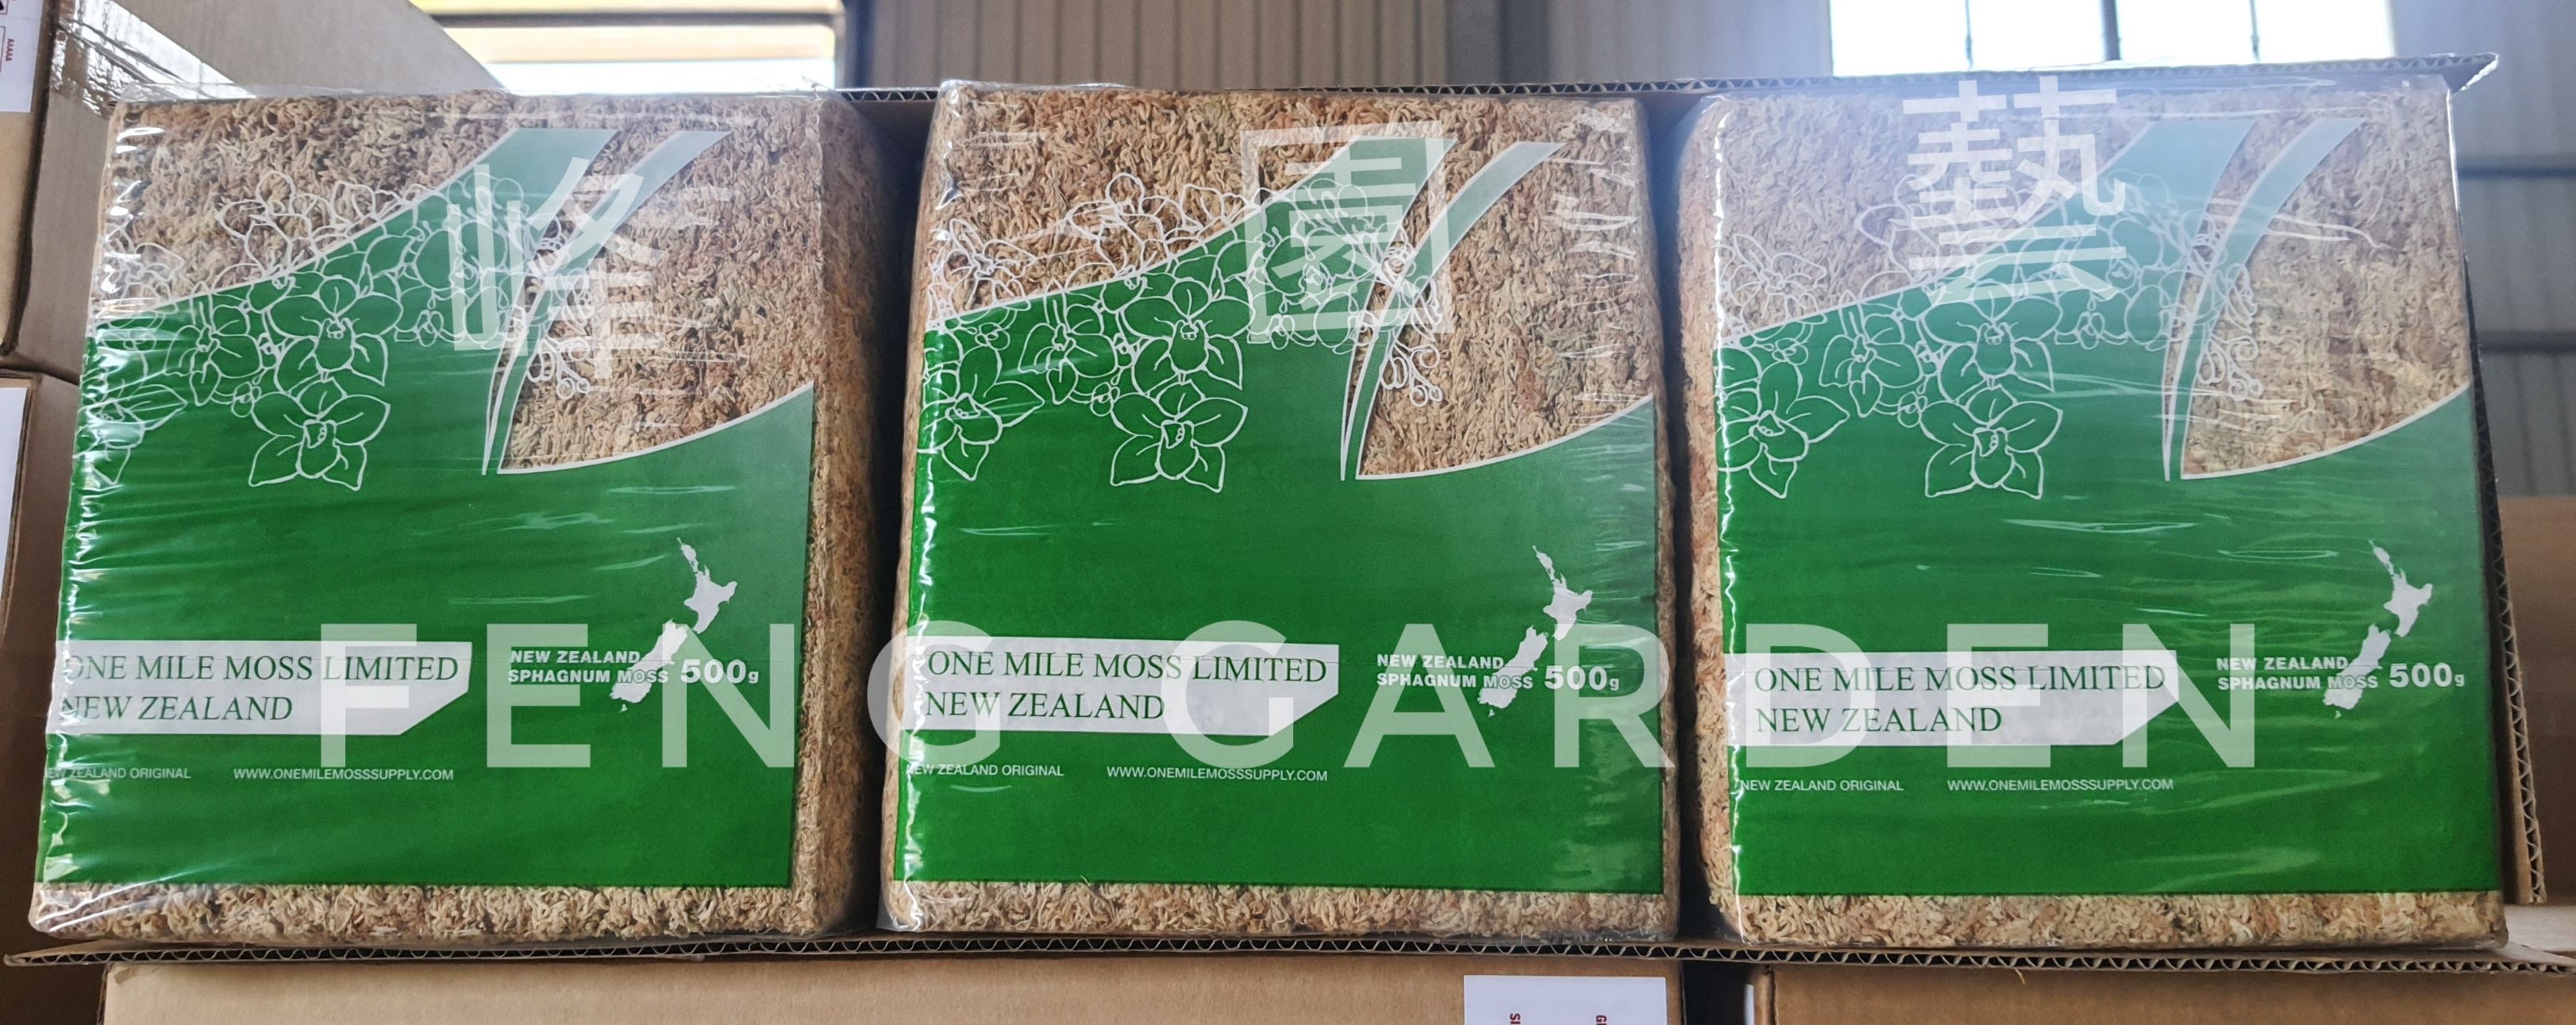 峰 園 藝
FENG GARDEN
ONE MILE MOSS LIMITED
NEW ZEALAND
NEW ZEALAND
SPHAGNUM MOSS 500g
EW ZEALAND ORIGINAL WWW.ONEMILEMOSSSUPPLY.COM
ONE MILE MOSS LIMITED
NEW ZEALAND
NEW ZEALAND
SPHAGNUM MOSS 500g
EW ZEALAND ORIGINAL WWW.ONEMILEMOSSSUPPLY.COM
ONE MILE MOSS LIMITED
NEW ZEALAND
NEW ZEALAND
SPHAGNUM MOSS 500g
NEW ZEALAND ORIGINAL WWW.ONEMILEMOSSSUPPLY.COM